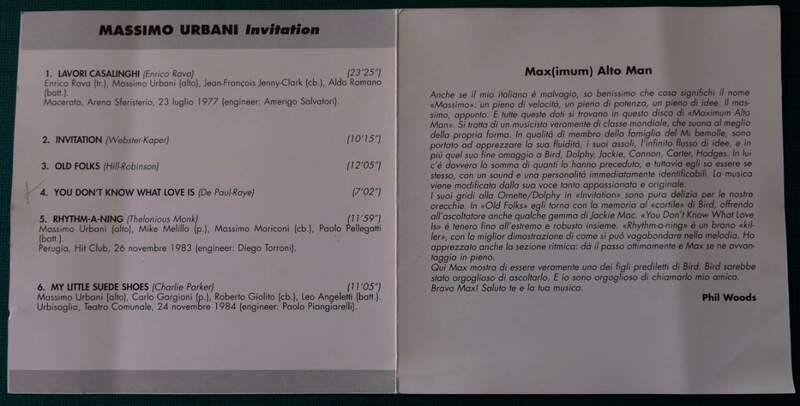 MASSIMO URBANI Invitation
1. LAVORI CASALINGHI (Enrico Rava) (23'25")
Enrico Rava (tr.), Massimo Urbani (alto), Jean-François Jenny-Clark (cb.), Aldo Romano
(batt.).
Macerata, Arena Sferisterio, 23 luglio 1977 (engineer: Amerigo Salvatori).
2. INVITATION (Webster-Kaper) (10'15")
3. OLD FOLKS (Hill-Robinson) (12'05")
4. YOU DON'T KNOW WHAT LOVE IS (De Paul-Raye) (7'02")
5. RHYTHM-A-NING (Thelonious Monk) (11'59")
Massimo Urbani (alto), Mike Melillo (p.), Massimo Moriconi (cb.), Paolo Pellegatti
(batt.)
Perugia, Hit Club, 26 novembre 1983 (engineer: Diego Torroni).
6. MY LITTLE SUEDE SHOES (Charlie Parker) (11'05")
Massimo Urbani (alto), Carlo Gargioni (p.), Roberto Giolito (cb.), Leo Angeletti (batt.)
Urbisaglia, Teatro Comunale, 24 novembre 1984 (engineer: Paolo Piangiarelli).
Max(imum) Alto Man
Anche se il mio italiano è malvagio, so benissimo che cosa significhi il nome
«Massimo»: un pieno di velocità, un pieno di potenza, un pieno di idee. Il mas-
simo, appunto. E tutte queste doti si trovano in questo disco di «Maximum Alto
Man». Si tratta di un musicista veramente di classe mondiale, che suona al meglio
della propria forma. In qualità di membro della famiglia del Mi bemolle, sono
portato ad apprezzare la sua fluidità, i suoi assoli, l'infinito flusso di idee, e in
più quel suo fine omaggio a Bird, Dolphy, Jackie, Cannon, Carter, Hodges. In lui
c'è davvero la somma di quanti lo hanno preceduto, e tuttavia egli sa essere se
stesso, con un sound e una personalità immediatamente identificabili. La musica
viene modificata dalla sua voce tanto appassionata e originale.
I suoi gridi alla Ornette/Dolphy in «Invitation» sono pura delizia per le nostre
orecchie. In «Old Folks» egli torna con la memoria al «cortile» di Bird, offrendo
all'ascoltatore anche qualche gemma di Jackie Mac. «You Don't Know What Love
Is» è tenero fino all'estremo e robusto insieme. «Rhythm-a-ning» è un brano «kil-
ler», con la miglior dimostrazione di come si può vagabondare nella melodia. Ho
apprezzato anche la sezione ritmica: dà il passo ottimamente e Max se ne avvan-
taggia in pieno.
Qui Max mostra di essere veramente uno dei figli prediletti di Bird. Bird sarebbe
stato orgoglioso di ascoltarlo. E io sono orgoglioso di chiamarlo mio amico.
Bravo Max! Saluto te e la tua musica.
Phil Woods